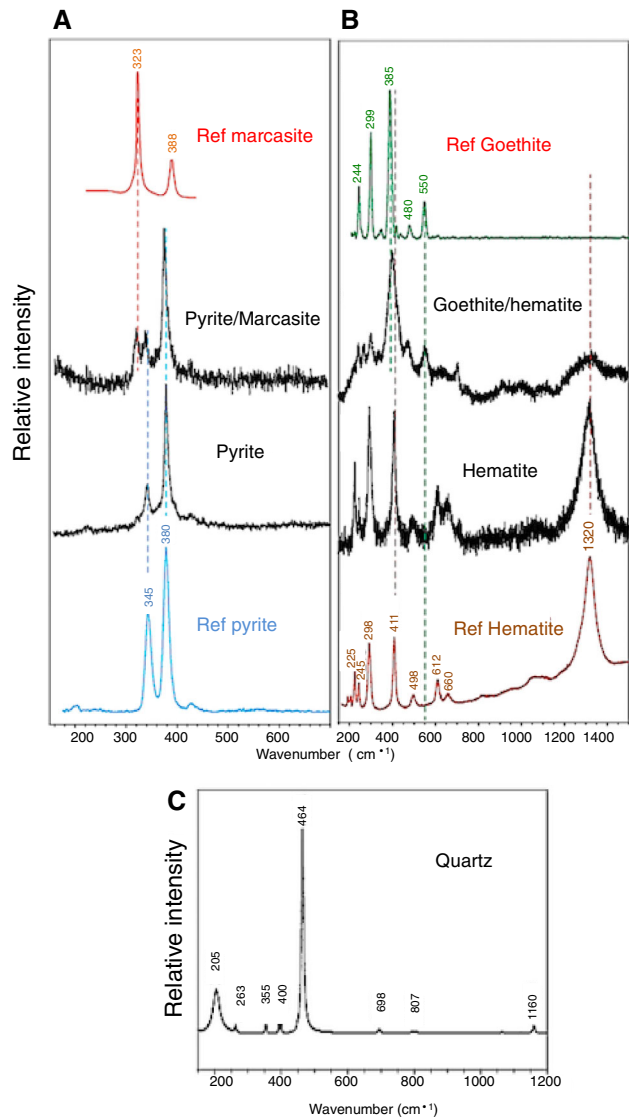 A
B
323
388
Ref marcasite
Pyrite/Marcasite
Pyrite
345
380
Ref pyrite
Relative intensity
200 300 400 500 600
Wavenumber ( cm⁻¹)
244
299
385
480
550
Ref Goethite
Goethite/hematite
Hematite
1320
225
245
298
411
498
612
660
Ref Hematite
200 400 600 800 1000 1200 1400
C
205
263
355
400
464
698
807
1160
Quartz
Relative intensity
200 400 600 800 1000 1200
Wavenumber (cm⁻¹)